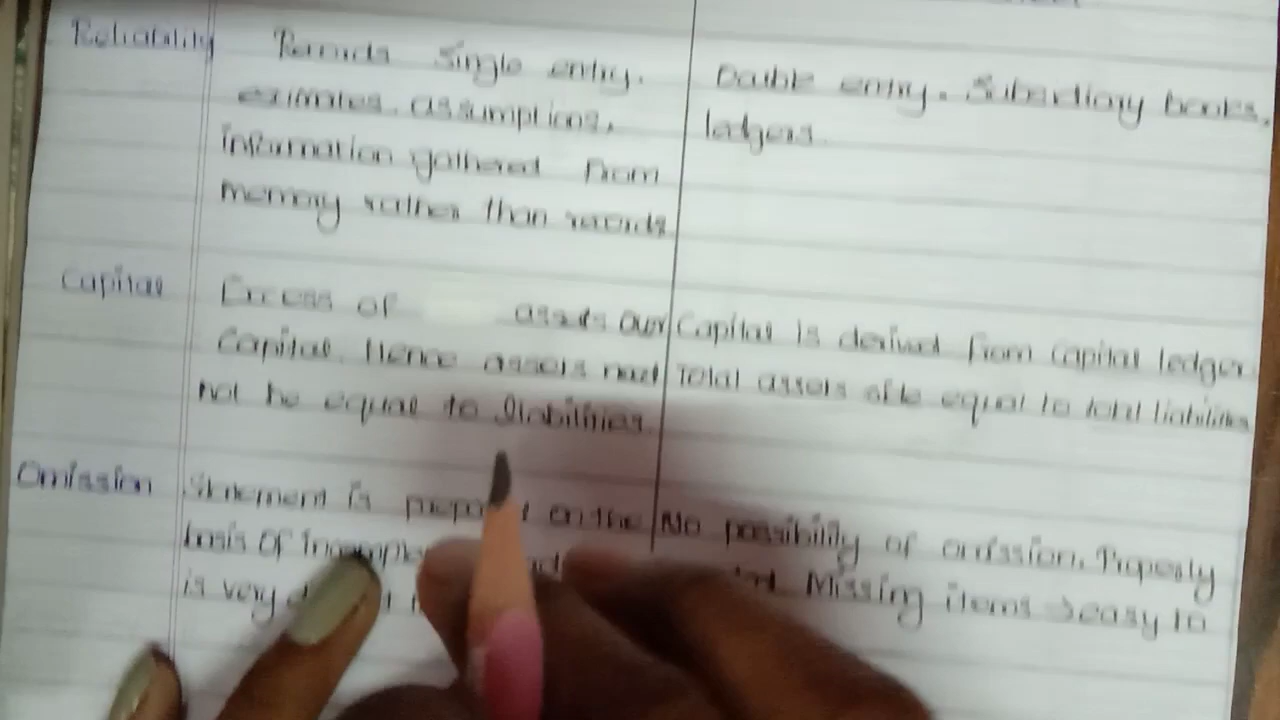 Reliability
Records single entry.
estimates, assumptions,
information gathered from
memory rather than records
Double entry. Subsidiary books,
ledgers.
Capital
Excess of assets over
capital. Hence assets need
not be equal to liabilities.
Capital is derived from capital ledger.
Total assets equal to total liabilities
Omission
Statement is on the
basis of
is very
No possibility of omission. Properly
Missing items → easy to